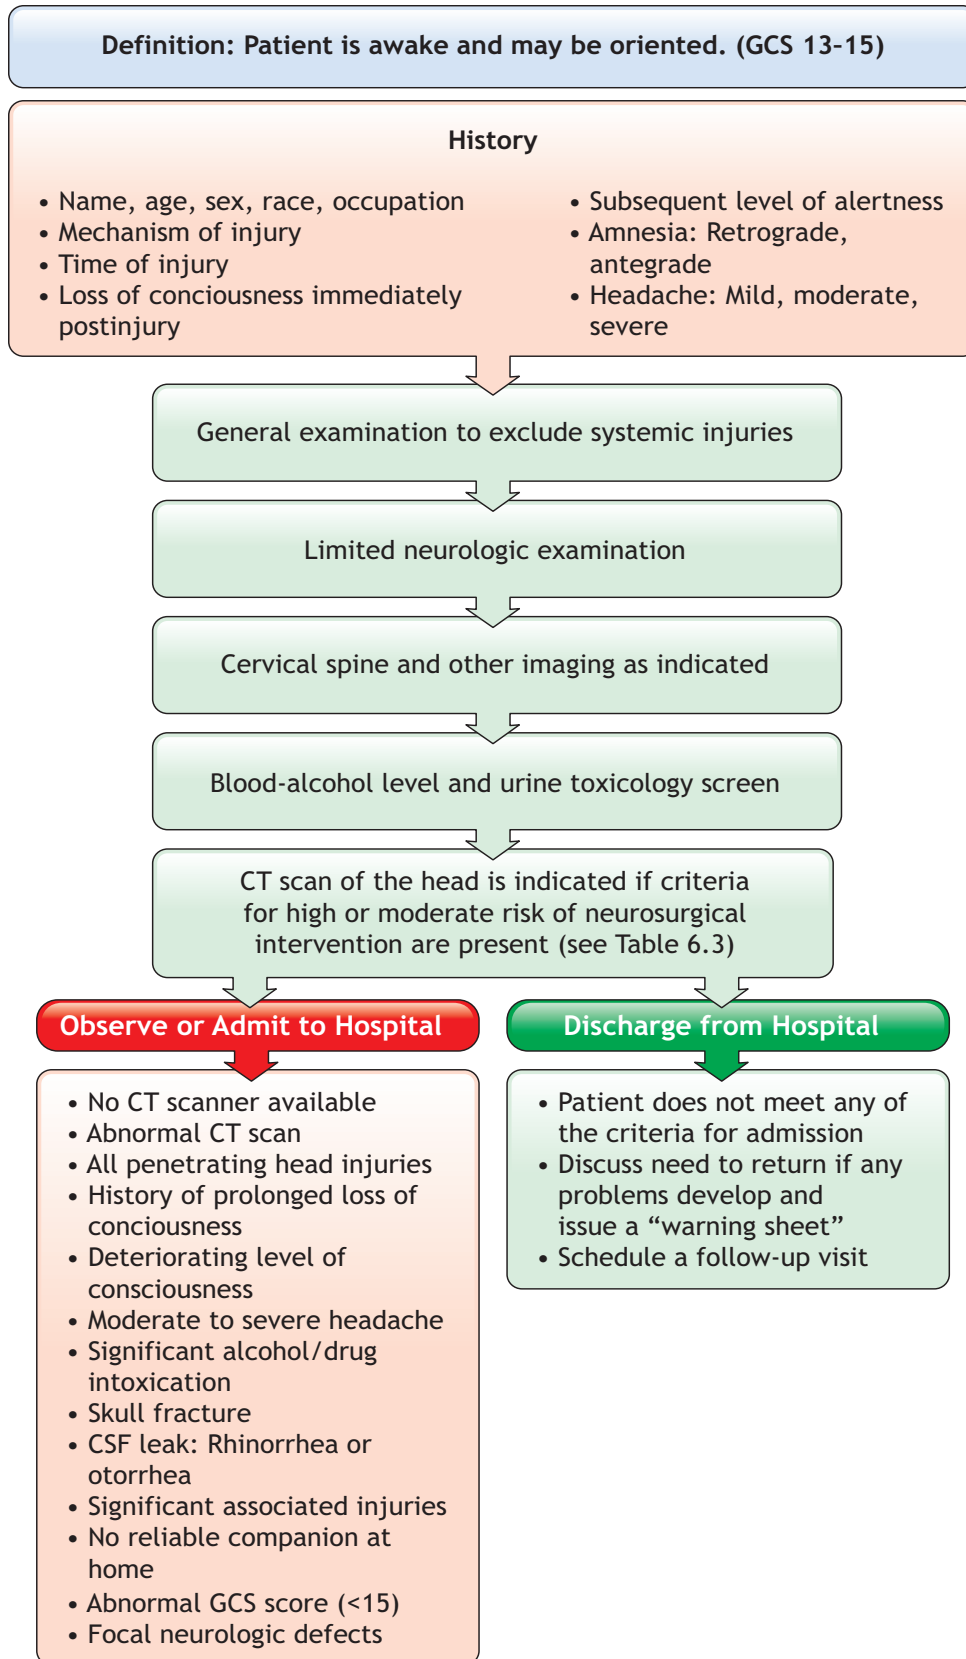 Definition: Patient is awake and may be oriented. (GCS 13–15)
History
• Name, age, sex, race, occupation
• Mechanism of injury
• Time of injury
• Loss of conciousness immediately
postinjury
• Subsequent level of alertness
• Amnesia: Retrograde,
antegrade
• Headache: Mild, moderate,
severe
General examination to exclude systemic injuries
Limited neurologic examination
Cervical spine and other imaging as indicated
Blood-alcohol level and urine toxicology screen
CT scan of the head is indicated if criteria
for high or moderate risk of neurosurgical
intervention are present (see Table 6.3)
Observe or Admit to Hospital
• No CT scanner available
• Abnormal CT scan
• All penetrating head injuries
• History of prolonged loss of
conciousness
• Deteriorating level of
consciousness
• Moderate to severe headache
• Significant alcohol/drug
intoxication
• Skull fracture
• CSF leak: Rhinorrhea or
otorrhea
• Significant associated injuries
• No reliable companion at
home
• Abnormal GCS score (<15)
• Focal neurologic defects
Discharge from Hospital
• Patient does not meet any of
the criteria for admission
• Discuss need to return if any
problems develop and
issue a “warning sheet”
• Schedule a follow-up visit